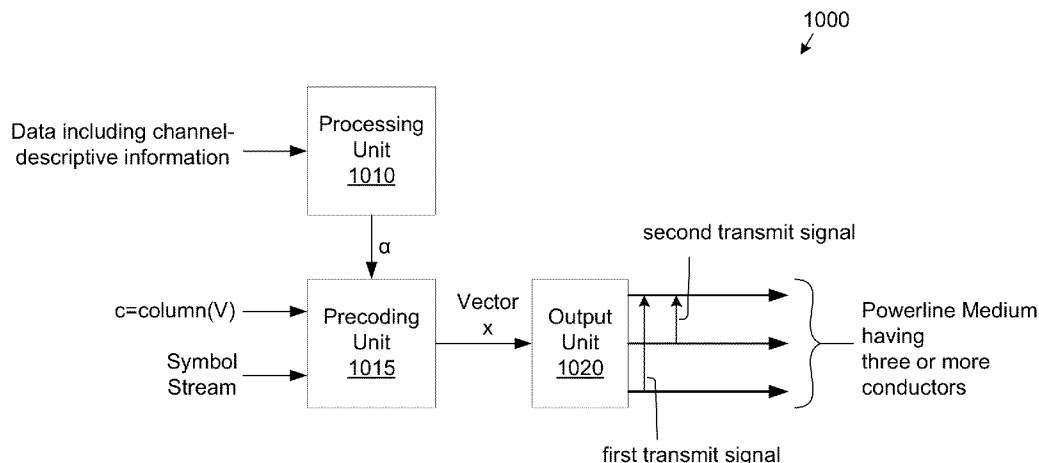 1000
Data including channel-
descriptive information
Processing
Unit
1010
α
second transmit signal
c=column(V)
Symbol
Stream
Precoding
Unit
1015
Vector
x
Output
Unit
1020
Powerline Medium
having
three or more
conductors
first transmit signal